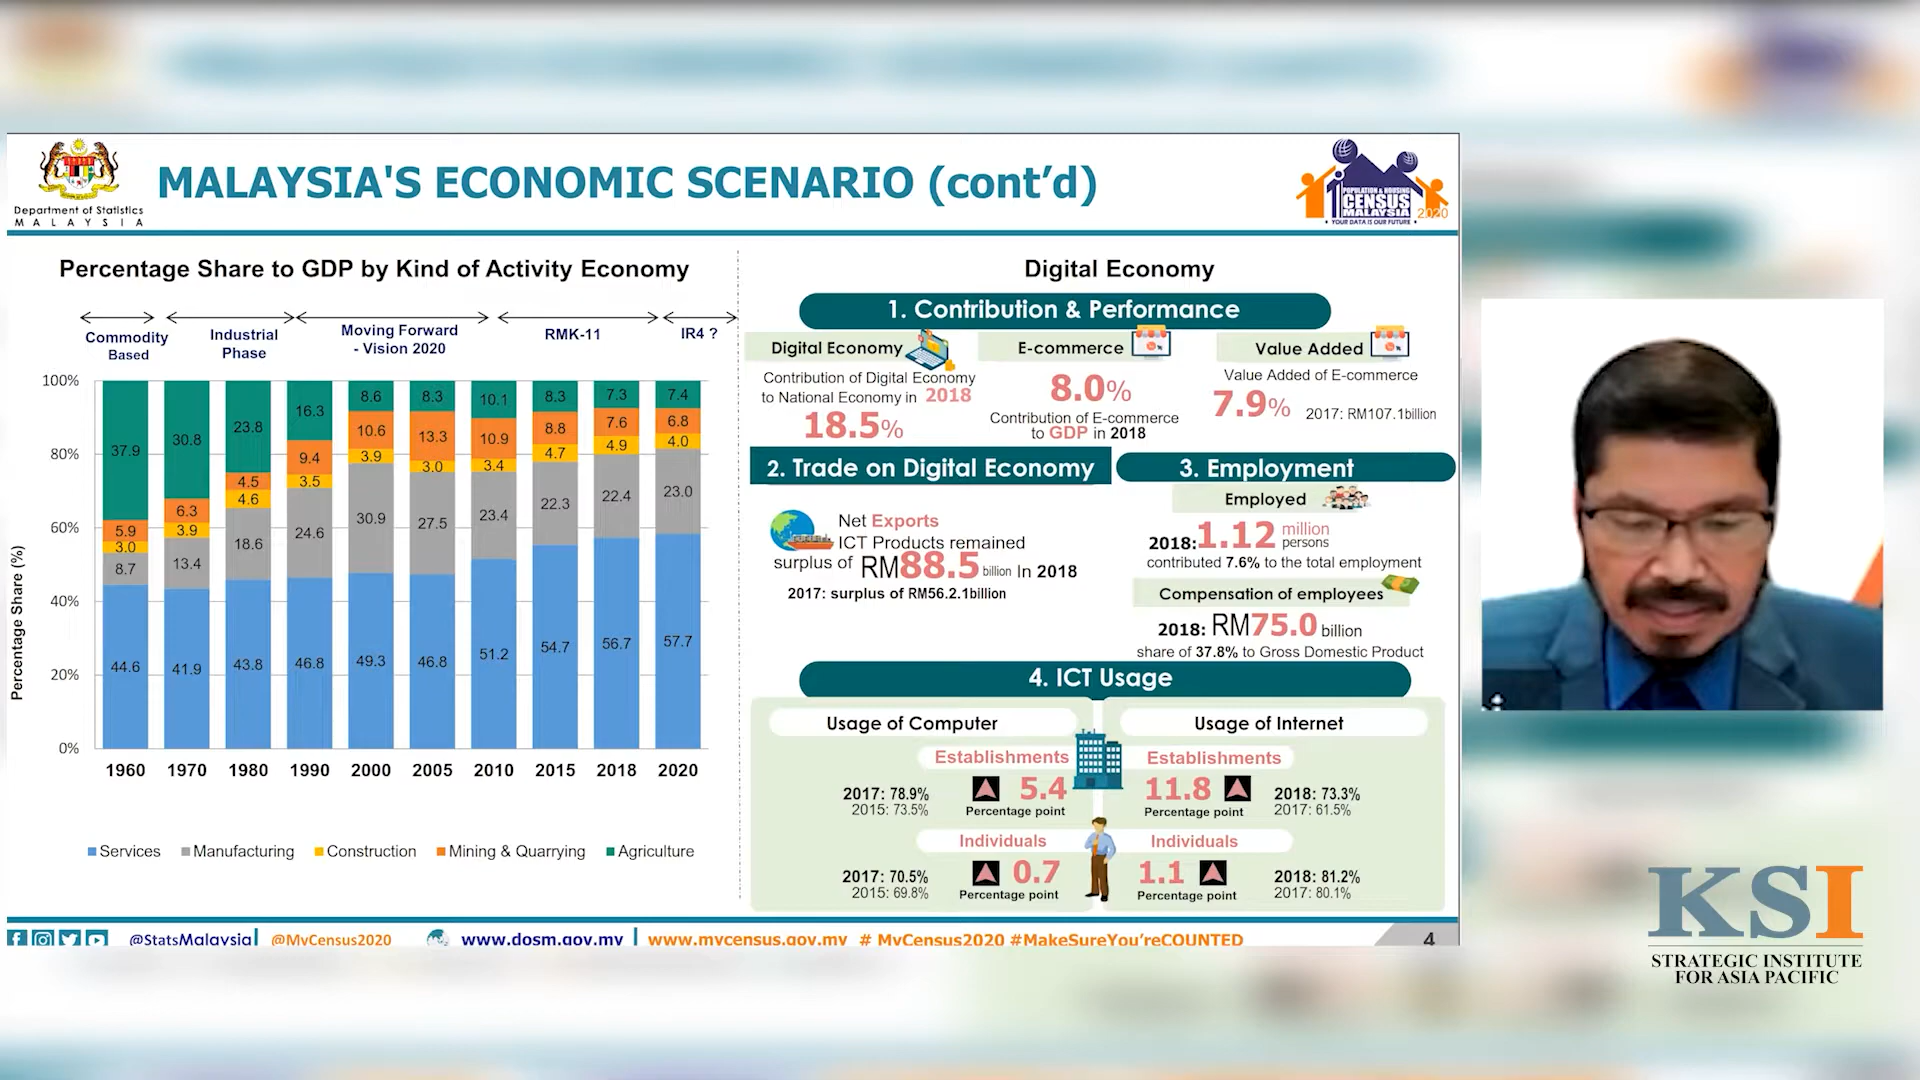 Department of Statistics
MALAYSIA
MALAYSIA'S ECONOMIC SCENARIO (cont’d)
POPULATION & HOUSING
CENSUS
MALAYSIA 2020
• YOUR DATA IS OUR FUTURE •
Percentage Share to GDP by Kind of Activity Economy
Commodity Based
Industrial Phase
Moving Forward - Vision 2020
RMK-11
IR4 ?
Percentage Share (%)
100%
80%
60%
40%
20%
0%
37.9 30.8 23.8 16.3 8.6 8.3 10.1 8.3 7.3 7.4
5.9 6.3 4.5 9.4 10.6 13.3 10.9 8.8 7.6 6.8
3.0 3.9 4.6 3.5 3.9 3.0 3.4 4.7 4.9 4.0
8.7 13.4 18.6 24.6 30.9 27.5 23.4 22.3 22.4 23.0
44.6 41.9 43.8 46.8 49.3 46.8 51.2 54.7 56.7 57.7
1960 1970 1980 1990 2000 2005 2010 2015 2018 2020
Services Manufacturing Construction Mining & Quarrying Agriculture
Digital Economy
1. Contribution & Performance
Digital Economy
Contribution of Digital Economy
to National Economy in 2018
18.5%
E-commerce
8.0%
Contribution of E-commerce
to GDP in 2018
Value Added
Value Added of E-commerce
7.9% 2017: RM107.1billion
2. Trade on Digital Economy
Net Exports
ICT Products remained
surplus of RM88.5 billion In 2018
2017: surplus of RM56.2.1billion
3. Employment
Employed
2018: 1.12 million persons
contributed 7.6% to the total employment
Compensation of employees
2018: RM75.0 billion
share of 37.8% to Gross Domestic Product
4. ICT Usage
Usage of Computer
Establishments
2017: 78.9%
2015: 73.5%
5.4
Percentage point
Individuals
2017: 70.5%
2015: 69.8%
0.7
Percentage point
Usage of Internet
Establishments
11.8
Percentage point
2018: 73.3%
2017: 61.5%
Individuals
1.1
Percentage point
2018: 81.2%
2017: 80.1%
@StatsMalaysia @MyCensus2020 www.dosm.gov.my www.mycensus.gov.my # MyCensus2020 #MakeSureYou’reCOUNTED 4
KSI
STRATEGIC INSTITUTE
FOR ASIA PACIFIC